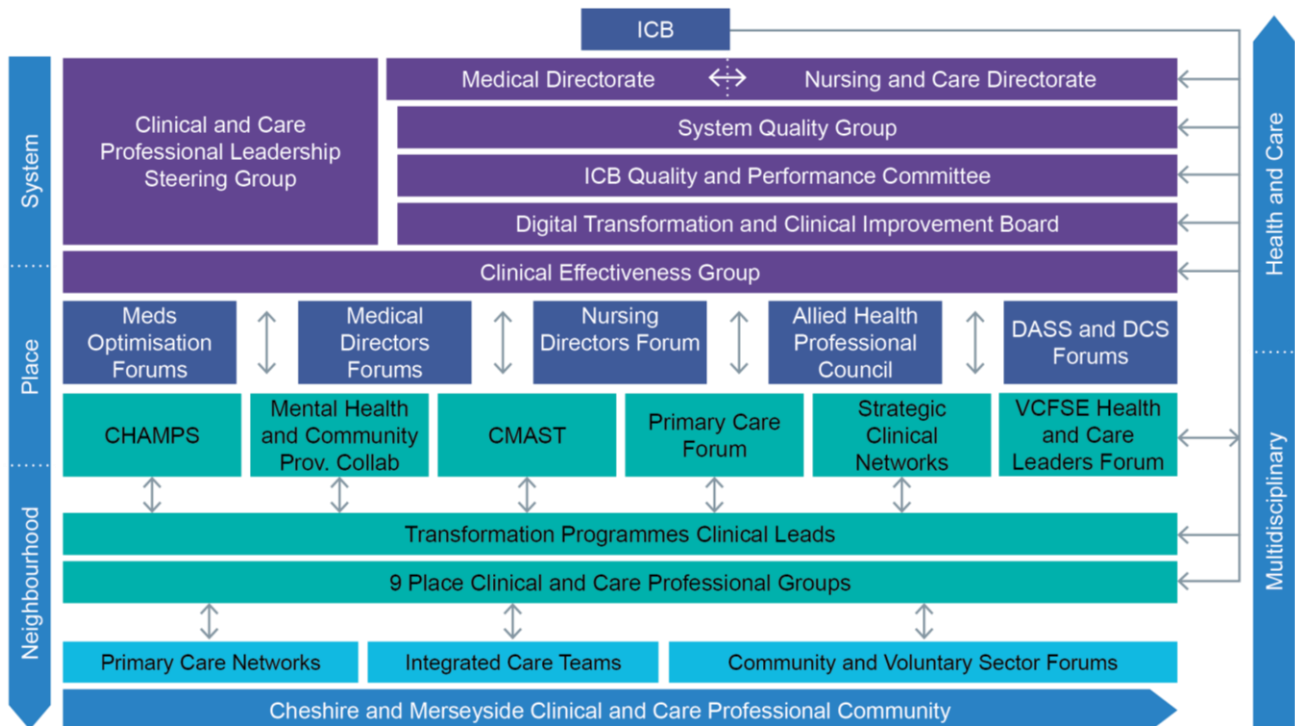 ICB
System
Clinical and Care
Professional Leadership
Steering Group
Medical Directorate
Nursing and Care Directorate
System Quality Group
ICB Quality and Performance Committee
Digital Transformation and Clinical Improvement Board
Clinical Effectiveness Group
Health and Care
Place
Meds
Optimisation
Forums
Medical
Directors
Forums
Nursing
Directors Forum
Allied Health
Professional
Council
DASS and DCS
Forums
CHAMPS
Mental Health
and Community
Prov. Collab
CMAST
Primary Care
Forum
Strategic
Clinical
Networks
VCFSE Health
and Care
Leaders Forum
Neighbourhood
Transformation Programmes Clinical Leads
9 Place Clinical and Care Professional Groups
Multidisciplinary
Primary Care Networks
Integrated Care Teams
Community and Voluntary Sector Forums
Cheshire and Merseyside Clinical and Care Professional Community